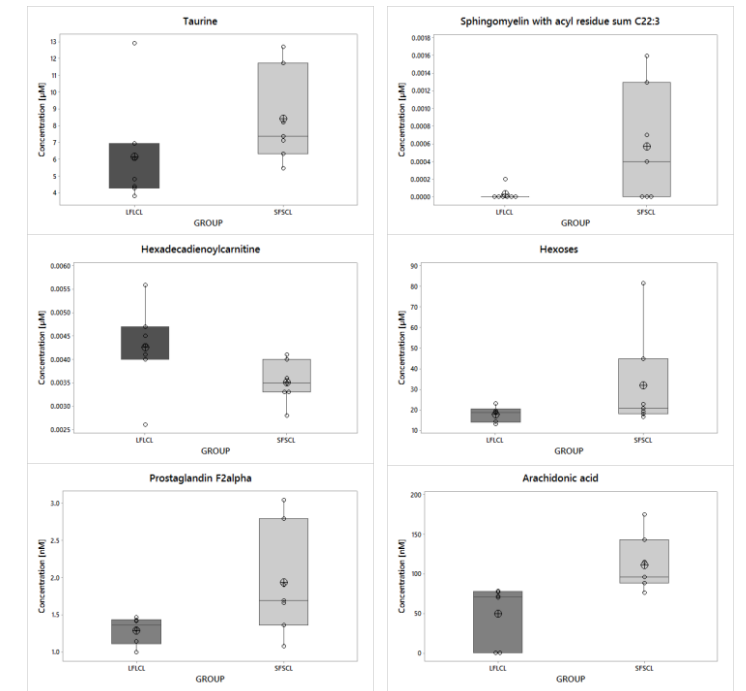 Taurine
Concentration [μM]
13
12
11
10
9
8
7
6
5
4
LFLCL
SFSCL
GROUP
Sphingomyelin with acyl residue sum C22:3
Concentration [μM]
0.0018
0.0016
0.0014
0.0012
0.0010
0.0008
0.0006
0.0004
0.0002
0.0000
LFLCL
SFSCL
GROUP
Hexadecadienoylcarnitine
Concentration [μM]
0.0060
0.0055
0.0050
0.0045
0.0040
0.0035
0.0030
0.0025
LFLCL
SFSCL
GROUP
Hexoses
Concentration [μM]
90
80
70
60
50
40
30
20
10
LFLCL
SFSCL
GROUP
Prostaglandin F2alpha
Concentration [nM]
3.0
2.5
2.0
1.5
1.0
LFLCL
SFSCL
GROUP
Arachidonic acid
Concentration [nM]
200
150
100
50
0
LFLCL
SFSCL
GROUP